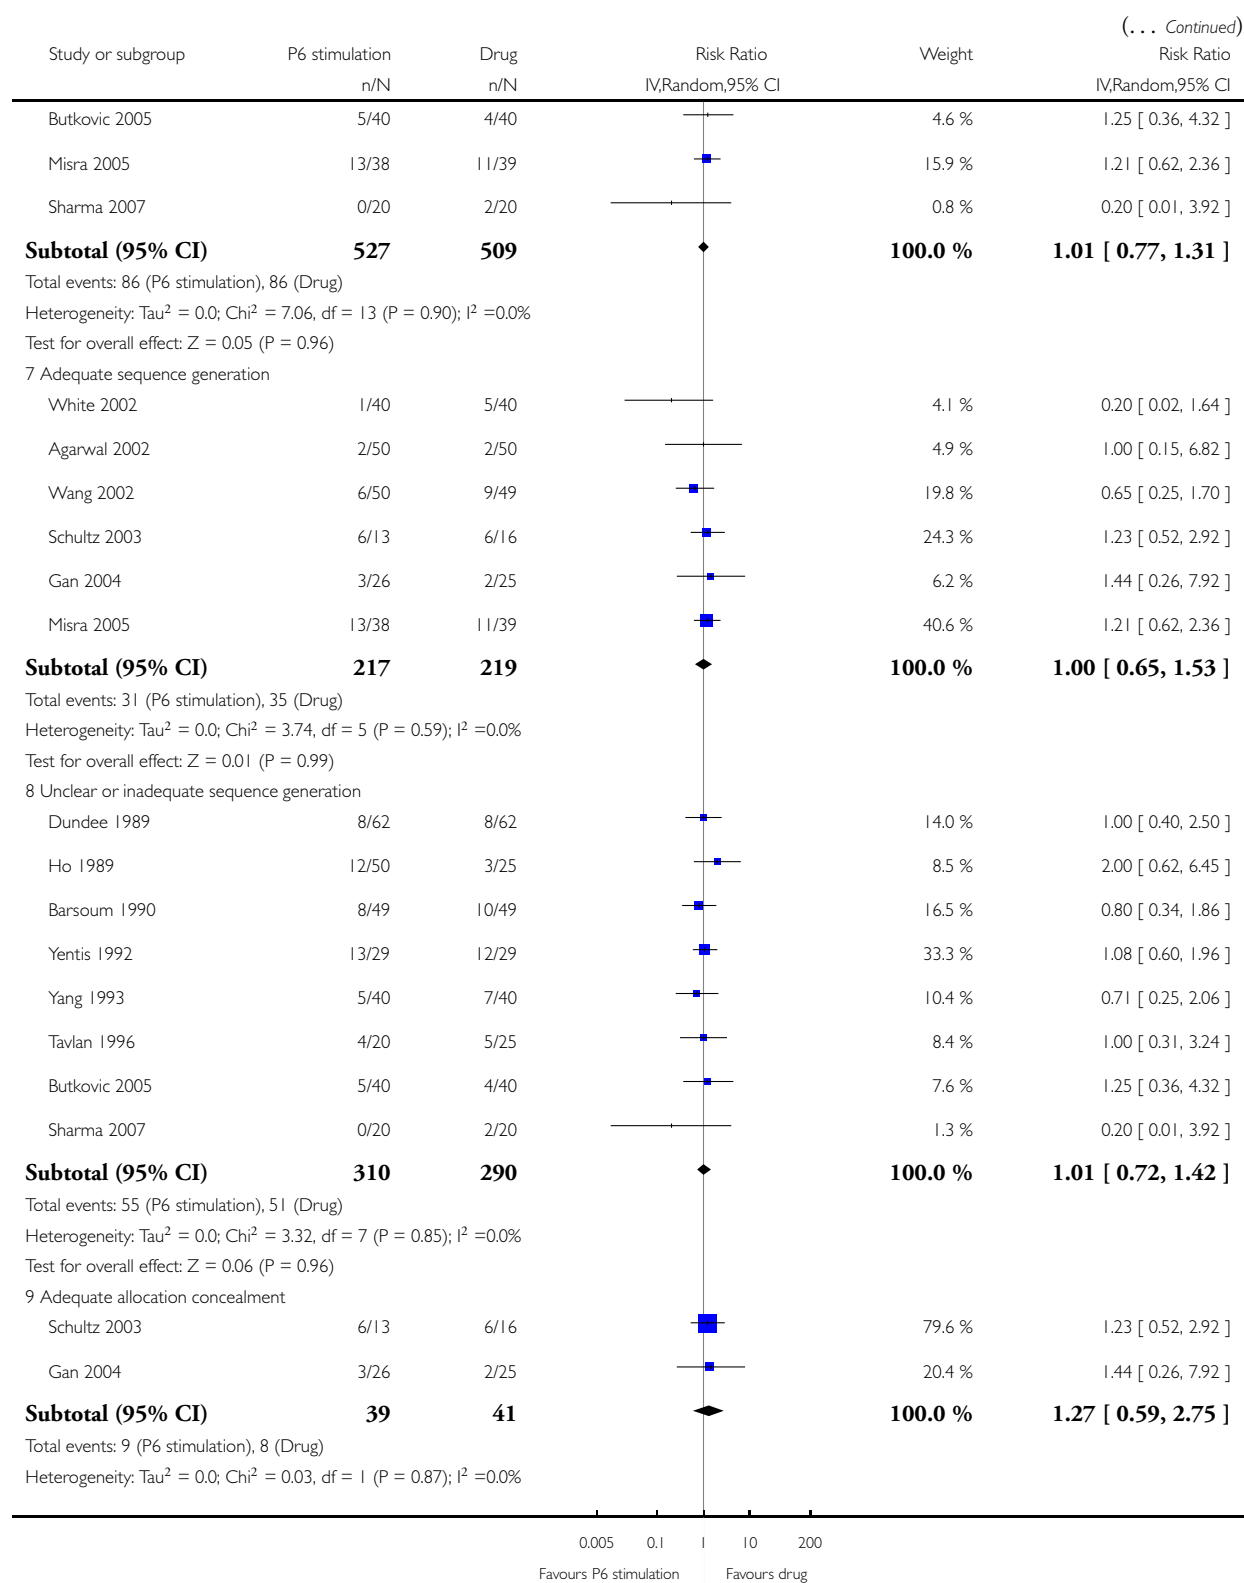 (... Continued)
Study or subgroup P6 stimulation Drug Risk Ratio Weight Risk Ratio
n/N n/N IV,Random,95% CI IV,Random,95% CI
Butkovic 2005 5/40 4/40 4.6 % 1.25 [ 0.36, 4.32 ]
Misra 2005 13/38 11/39 15.9 % 1.21 [ 0.62, 2.36 ]
Sharma 2007 0/20 2/20 0.8 % 0.20 [ 0.01, 3.92 ]
Subtotal (95% CI) 527 509 100.0 % 1.01 [ 0.77, 1.31 ]
Total events: 86 (P6 stimulation), 86 (Drug)
Heterogeneity: Tau² = 0.0; Chi² = 7.06, df = 13 (P = 0.90); I² =0.0%
Test for overall effect: Z = 0.05 (P = 0.96)
7 Adequate sequence generation
White 2002 1/40 5/40 4.1 % 0.20 [ 0.02, 1.64 ]
Agarwal 2002 2/50 2/50 4.9 % 1.00 [ 0.15, 6.82 ]
Wang 2002 6/50 9/49 19.8 % 0.65 [ 0.25, 1.70 ]
Schultz 2003 6/13 6/16 24.3 % 1.23 [ 0.52, 2.92 ]
Gan 2004 3/26 2/25 6.2 % 1.44 [ 0.26, 7.92 ]
Misra 2005 13/38 11/39 40.6 % 1.21 [ 0.62, 2.36 ]
Subtotal (95% CI) 217 219 100.0 % 1.00 [ 0.65, 1.53 ]
Total events: 31 (P6 stimulation), 35 (Drug)
Heterogeneity: Tau² = 0.0; Chi² = 3.74, df = 5 (P = 0.59); I² =0.0%
Test for overall effect: Z = 0.01 (P = 0.99)
8 Unclear or inadequate sequence generation
Dundee 1989 8/62 8/62 14.0 % 1.00 [ 0.40, 2.50 ]
Ho 1989 12/50 3/25 8.5 % 2.00 [ 0.62, 6.45 ]
Barsoum 1990 8/49 10/49 16.5 % 0.80 [ 0.34, 1.86 ]
Yentis 1992 13/29 12/29 33.3 % 1.08 [ 0.60, 1.96 ]
Yang 1993 5/40 7/40 10.4 % 0.71 [ 0.25, 2.06 ]
Tavlan 1996 4/20 5/25 8.4 % 1.00 [ 0.31, 3.24 ]
Butkovic 2005 5/40 4/40 7.6 % 1.25 [ 0.36, 4.32 ]
Sharma 2007 0/20 2/20 1.3 % 0.20 [ 0.01, 3.92 ]
Subtotal (95% CI) 310 290 100.0 % 1.01 [ 0.72, 1.42 ]
Total events: 55 (P6 stimulation), 51 (Drug)
Heterogeneity: Tau² = 0.0; Chi² = 3.32, df = 7 (P = 0.85); I² =0.0%
Test for overall effect: Z = 0.06 (P = 0.96)
9 Adequate allocation concealment
Schultz 2003 6/13 6/16 79.6 % 1.23 [ 0.52, 2.92 ]
Gan 2004 3/26 2/25 20.4 % 1.44 [ 0.26, 7.92 ]
Subtotal (95% CI) 39 41 100.0 % 1.27 [ 0.59, 2.75 ]
Total events: 9 (P6 stimulation), 8 (Drug)
Heterogeneity: Tau² = 0.0; Chi² = 0.03, df = 1 (P = 0.87); I² =0.0%
0.005 0.1 1 10 200
Favours P6 stimulation Favours drug